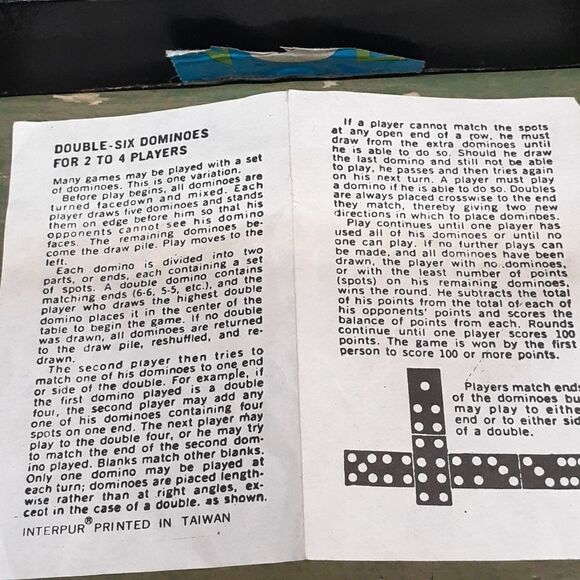 DOUBLE-SIX DOMINOES
FOR 2 TO 4 PLAYERS
Many games may be played with a set
of dominoes. This is one variation.
Before play begins, all dominoes are
turned facedown and mixed. Each
player draws five dominoes and stands
them on edge before him so that his
opponents cannot see his domino
faces. The remaining dominoes be-
come the draw pile. Play moves to the
left.
Each domino is divided into two
parts, or ends, each containing a set
of spots. A double domino contains
matching ends (6-6, 5-5, etc.), and the
player who draws the highest double
domino places it in the center of the
table to begin the game. If no double
was drawn, all dominoes are returned
to the draw pile, reshuffled, and re-
drawn.
The second player then tries to
match one of his dominoes to one end
or side of the double. For example, if
the first domino played is a double
four, the second player may add any
one of his dominoes containing four
spots on one end. The next player may
play to the double four, or he may try
to match the end of the second dom-
ino played. Blanks match other blanks.
Only one domino may be played at
each turn; dominoes are placed length-
wise rather than at right angles, ex-
cept in the case of a double, as shown.
INTERPUR® PRINTED IN TAIWAN
If a player cannot match the spots
at any open end of a row, he must
draw from the extra dominoes until
he is able to do so. Should he draw
the last domino and still not be able
to play, he passes and then tries again
on his next turn. A player must play
a domino if he is able to do so. Doubles
are always placed crosswise to the end
they match, thereby giving two new
directions in which to place dominoes.
Play continues until one player has
used all of his dominoes or until no
one can play. If no further plays can
be made, and all dominoes have been
drawn, the player with no dominoes,
or with the least number of points
(spots) on his remaining dominoes,
wins the round. He subtracts the total
of his points from the total of each of
his opponents' points and scores the
balance of points from each. Rounds
continue until one player scores 100
points. The game is won by the first
person to score 100 or more points.
Players match ends
of the dominoes bu
may play to eithe
end or to either sid
of a double.